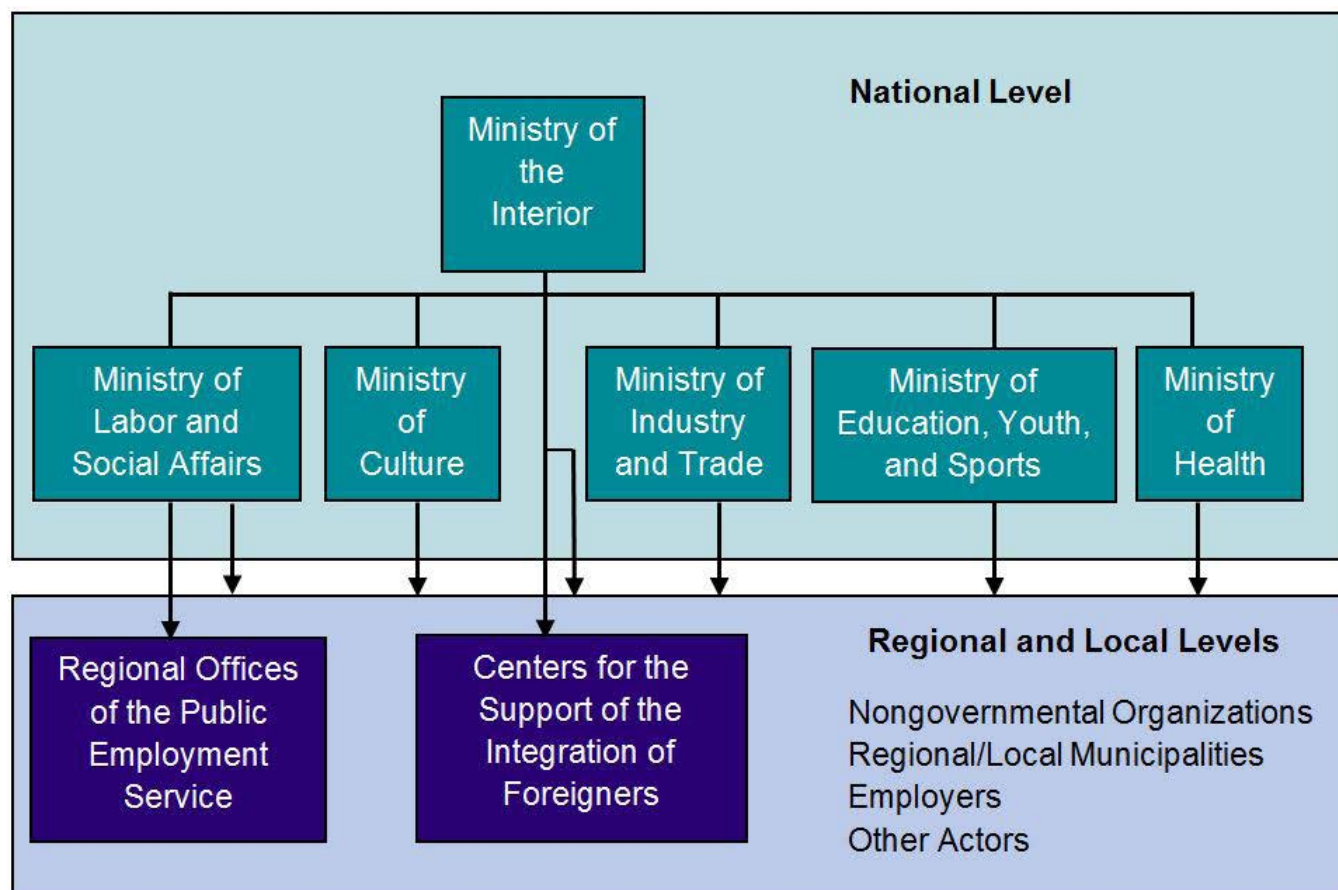 National Level
Ministry of
the
Interior
Ministry of
Labor and
Social Affairs
Ministry
of
Culture
Ministry of
Industry
and Trade
Ministry of
Education, Youth,
and Sports
Ministry
of
Health
Regional Offices
of the Public
Employment
Service
Centers for the
Support of the
Integration of
Foreigners
Regional and Local Levels
Nongovernmental Organizations
Regional/Local Municipalities
Employers
Other Actors